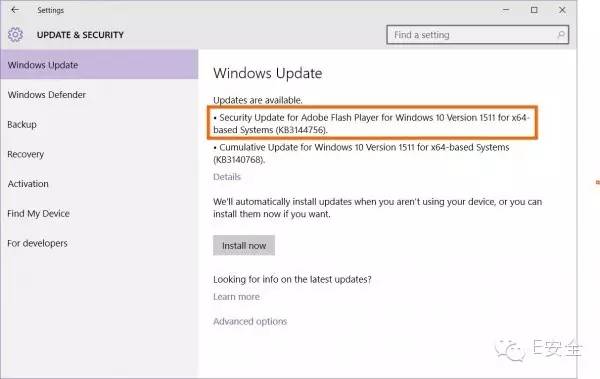 Settings
UPDATE & SECURITY
Find a setting
Windows Update
Windows Defender
Backup
Recovery
Activation
Find My Device
For developers
Windows Update
Updates are available.
• Security Update for Adobe Flash Player for Windows 10 Version 1511 for x64-
based Systems (KB3144756).
• Cumulative Update for Windows 10 Version 1511 for x64-based Systems
(KB3140768).
Details
We'll automatically install updates when you aren't using your device, or you can
install them now if you want.
Install now
Looking for info on the latest updates?
Learn more
Advanced options
E安全